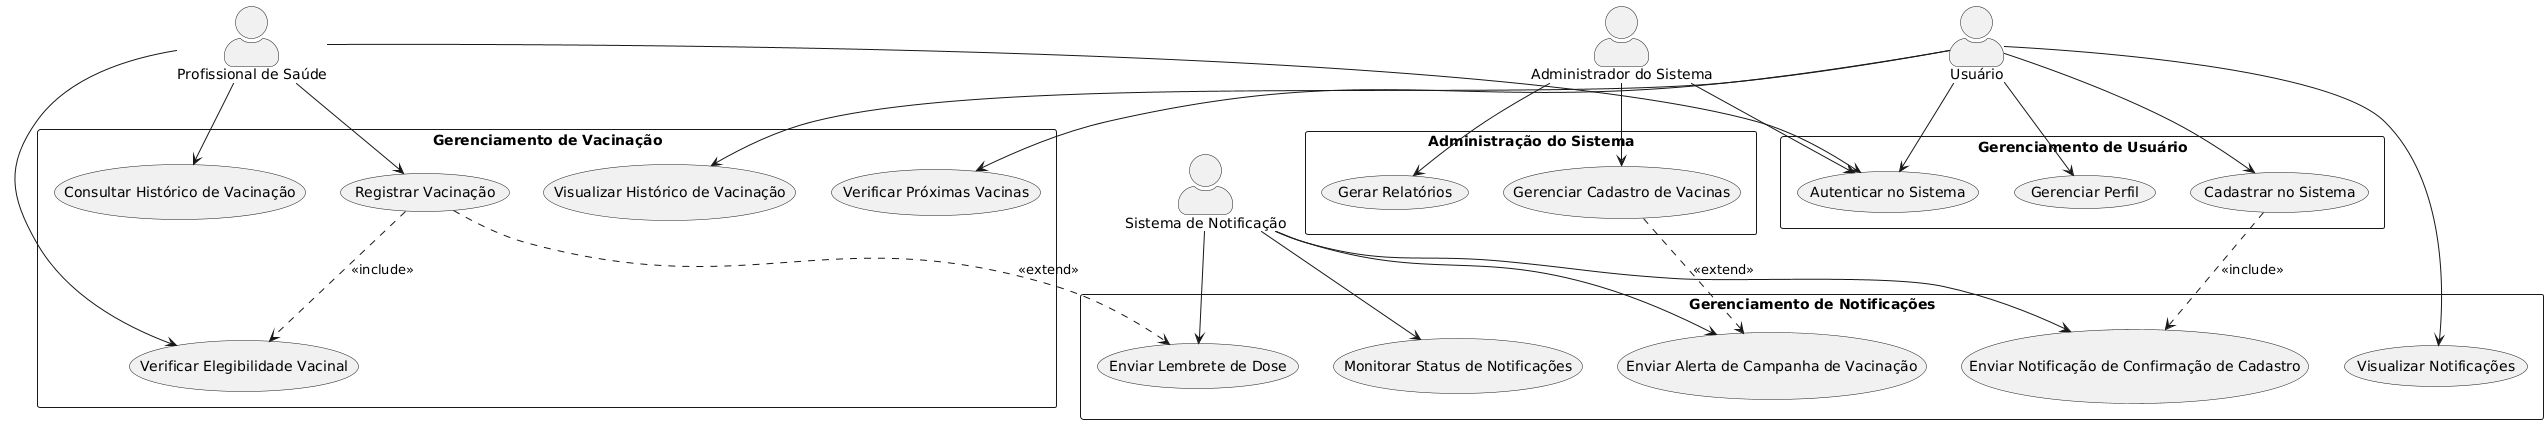 Profissional de Saúde
Administrador do Sistema
Usuário
Gerenciamento de Vacinação
Administração do Sistema
Gerenciamento de Usuário
Consultar Histórico de Vacinação
Registrar Vacinação
Visualizar Histórico de Vacinação
Verificar Próximas Vacinas
Gerar Relatórios
Gerenciar Cadastro de Vacinas
Autenticar no Sistema
Gerenciar Perfil
Cadastrar no Sistema
Sistema de Notificação
«include»
«extend»
«extend»
«include»
Gerenciamento de Notificações
Verificar Elegibilidade Vacinal
Enviar Lembrete de Dose
Monitorar Status de Notificações
Enviar Alerta de Campanha de Vacinação
Enviar Notificação de Confirmação de Cadastro
Visualizar Notificações